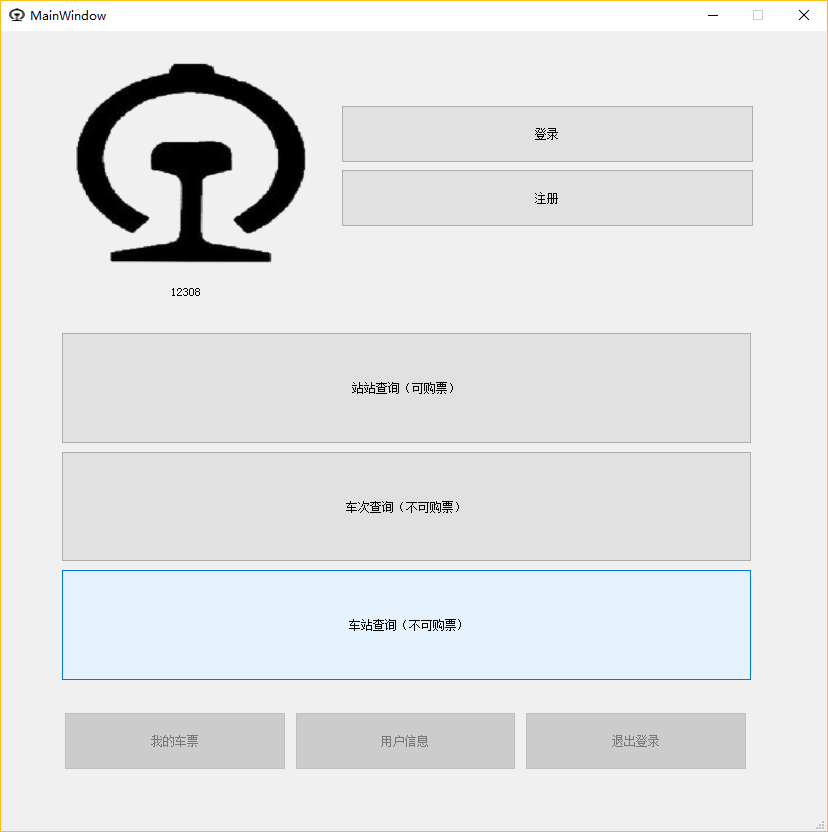 MainWindow
登录
注册
12308
站站查询（可购票）
车次查询（不可购票）
车站查询（不可购票）
我的车票
用户信息
退出登录